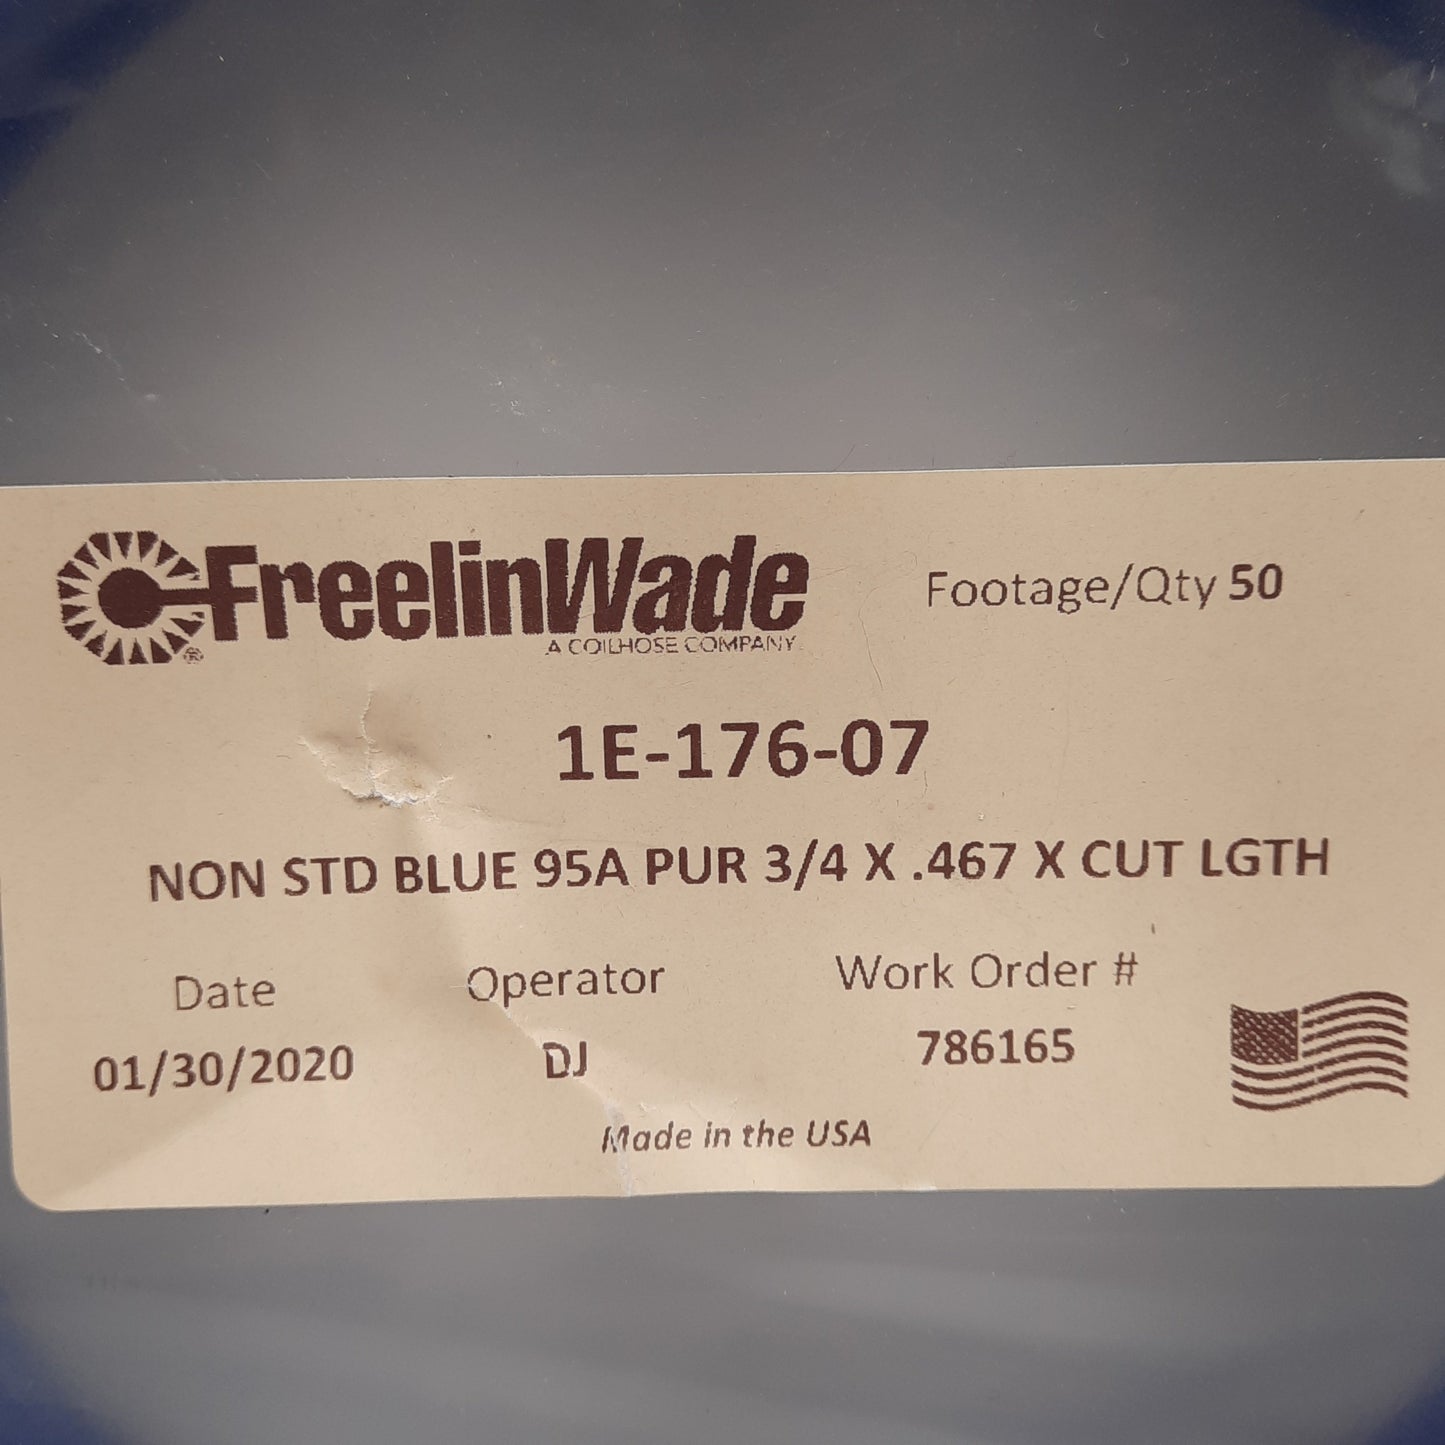 FreelinWade®
A COILHOSE COMPANY
Footage/Qty 50
1E-176-07
NON STD BLUE 95A PUR 3/4 X .467 X CUT LGTH
Date Operator Work Order #
01/30/2020 DJ 786165
Made in the USA